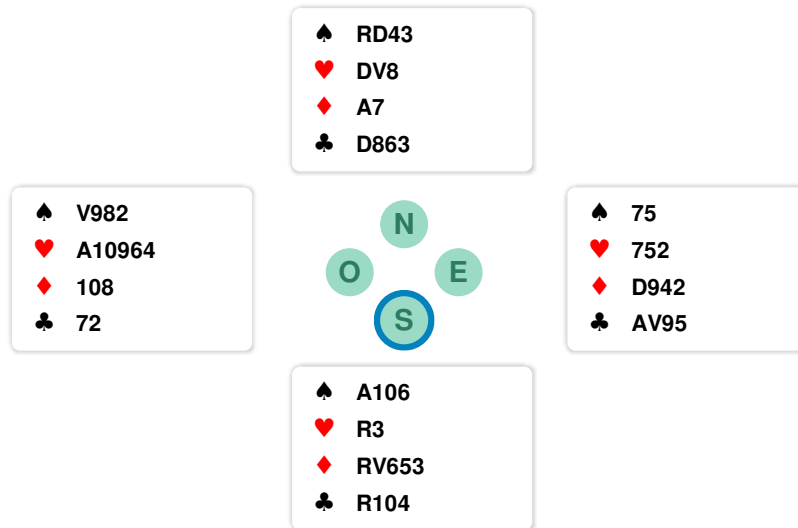 ♠ RD43
♥ DV8
♦ A7
♣ D863
♠ V982
♥ A10964
♦ 108
♣ 72
N
O E
S
♠ 75
♥ 752
♦ D942
♣ AV95
♠ A106
♥ R3
♦ RV653
♣ R104